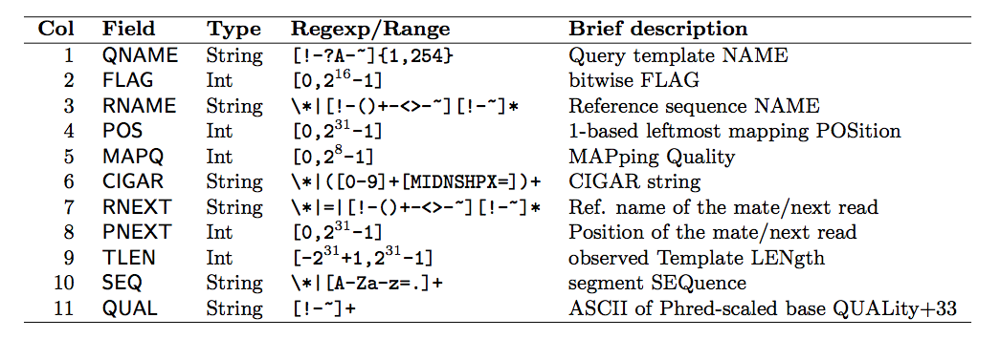 Col Field Type Regexp/Range Brief description
1 QNAME String [!-?A-~]{1,254} Query template NAME
2 FLAG Int [0,2^16-1] bitwise FLAG
3 RNAME String \*|[!-()+-<>-~][!-~]* Reference sequence NAME
4 POS Int [0,2^31-1] 1-based leftmost mapping POSition
5 MAPQ Int [0,2^8-1] MAPping Quality
6 CIGAR String \*|([0-9]+[MIDNSHPX=])+ CIGAR string
7 RNEXT String \*|=|[!-()+-<>-~][!-~]* Ref. name of the mate/next read
8 PNEXT Int [0,2^31-1] Position of the mate/next read
9 TLEN Int [-2^31+1,2^31-1] observed Template LENgth
10 SEQ String \*|[A-Za-z=.]+ segment SEQuence
11 QUAL String [!-~]+ ASCII of Phred-scaled base QUALity+33